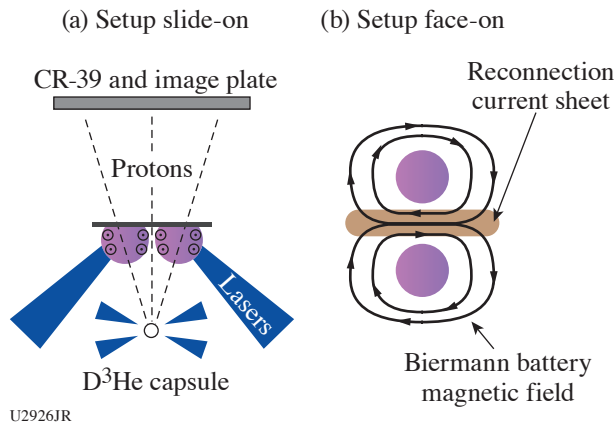 (a) Setup slide-on
CR-39 and image plate
Protons
Lasers
D³He capsule
U2926JR
(b) Setup face-on
Reconnection
current sheet
Biermann battery
magnetic field